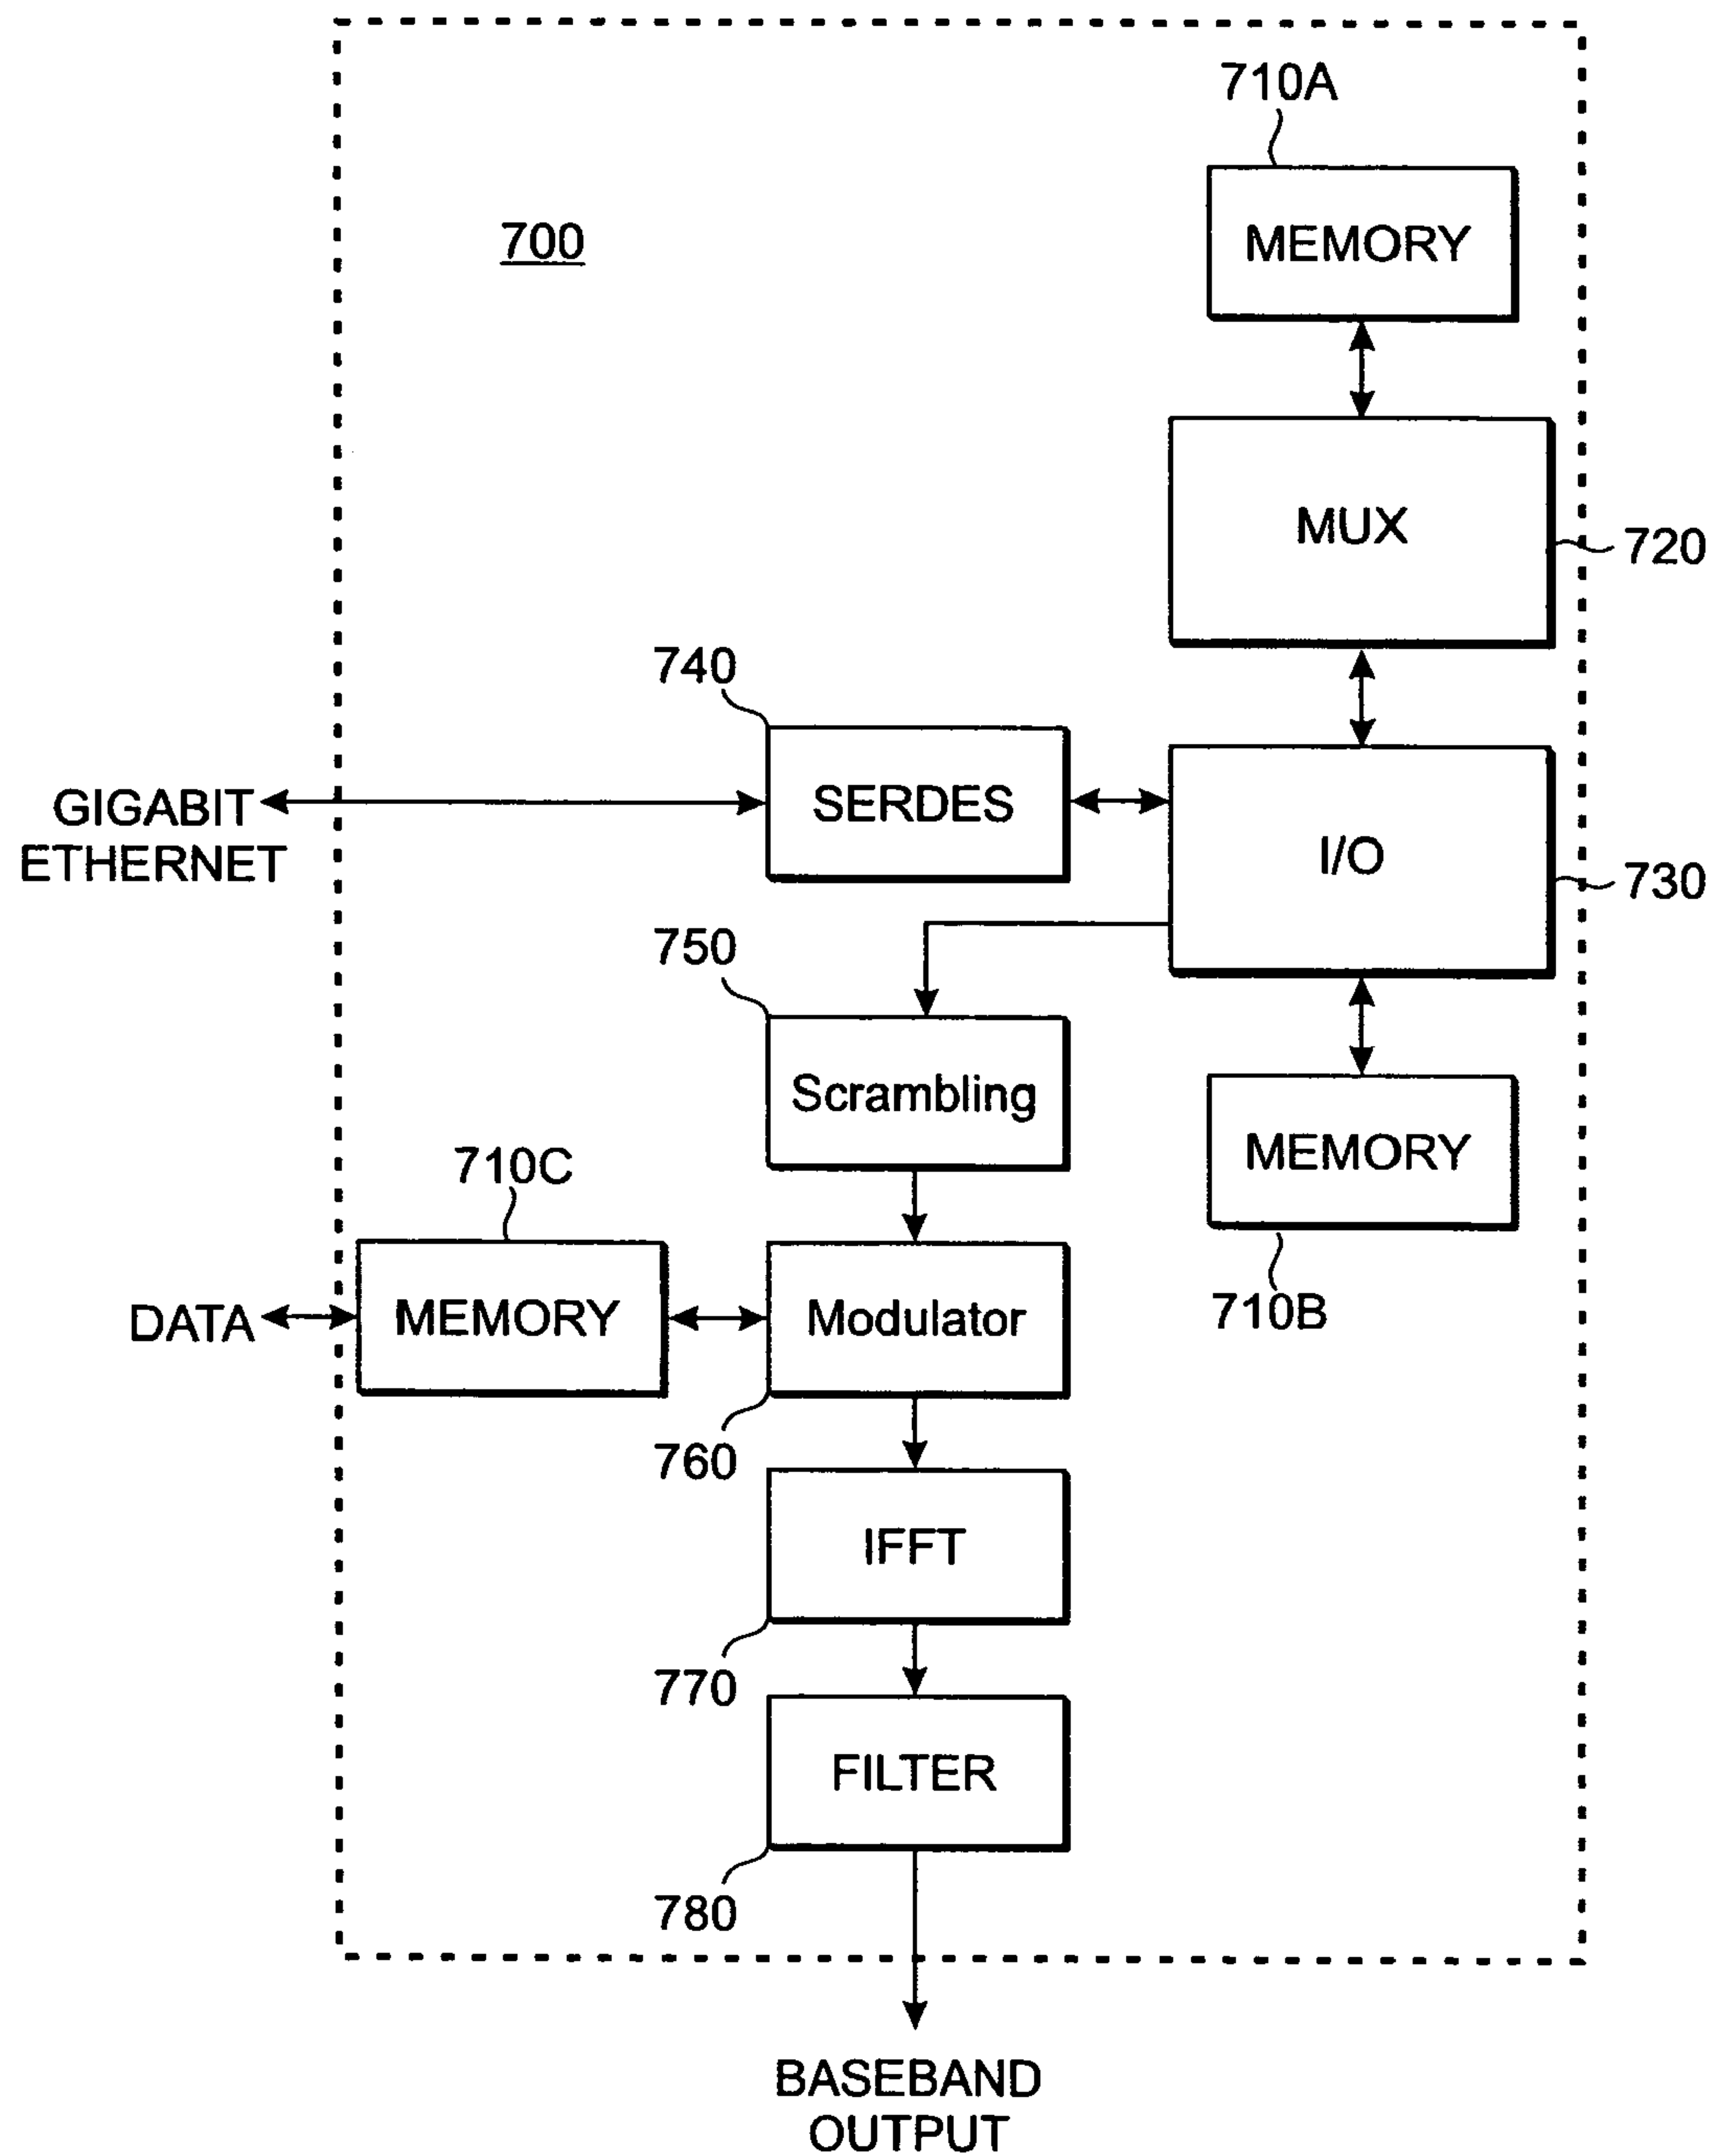 710A
700
MEMORY
MUX
720
740
GIGABIT
ETHERNET
SERDES
I/O
730
750
Scrambling
710C
MEMORY
710B
DATA
MEMORY
Modulator
760
IFFT
770
FILTER
780
BASEBAND
OUTPUT